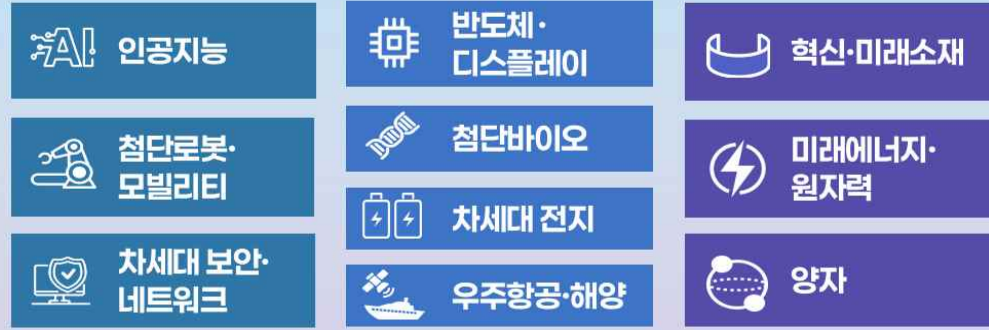 AI 인공지능
첨단로봇·
모빌리티
차세대 보안·
네트워크
반도체·
디스플레이
첨단바이오
차세대 전지
우주항공·해양
혁신·미래소재
미래에너지·
원자력
양자